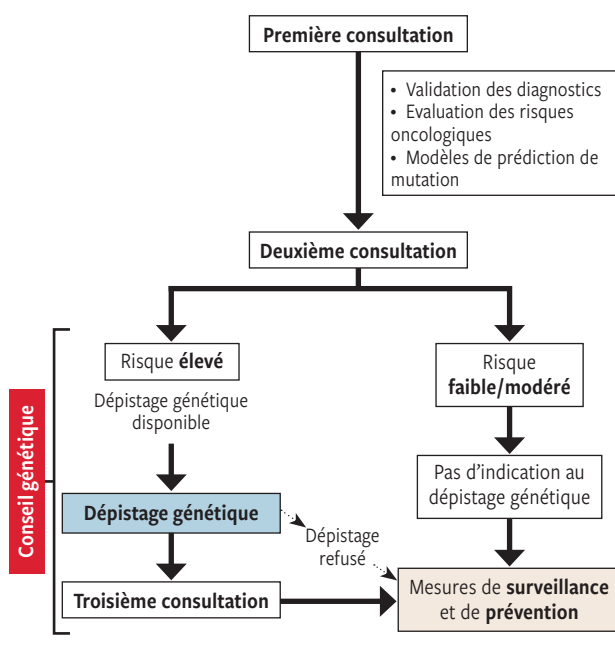 Première consultation
• Validation des diagnostics
• Evaluation des risques
oncologiques
• Modèles de prédiction de
mutation
Deuxième consultation
Conseil génétique
Risque élevé
Dépistage génétique
disponible
Risque
faible/modéré
Pas d'indication au
dépistage génétique
Dépistage génétique
Dépistage
refusé
Troisième consultation
Mesures de surveillance
et de prévention